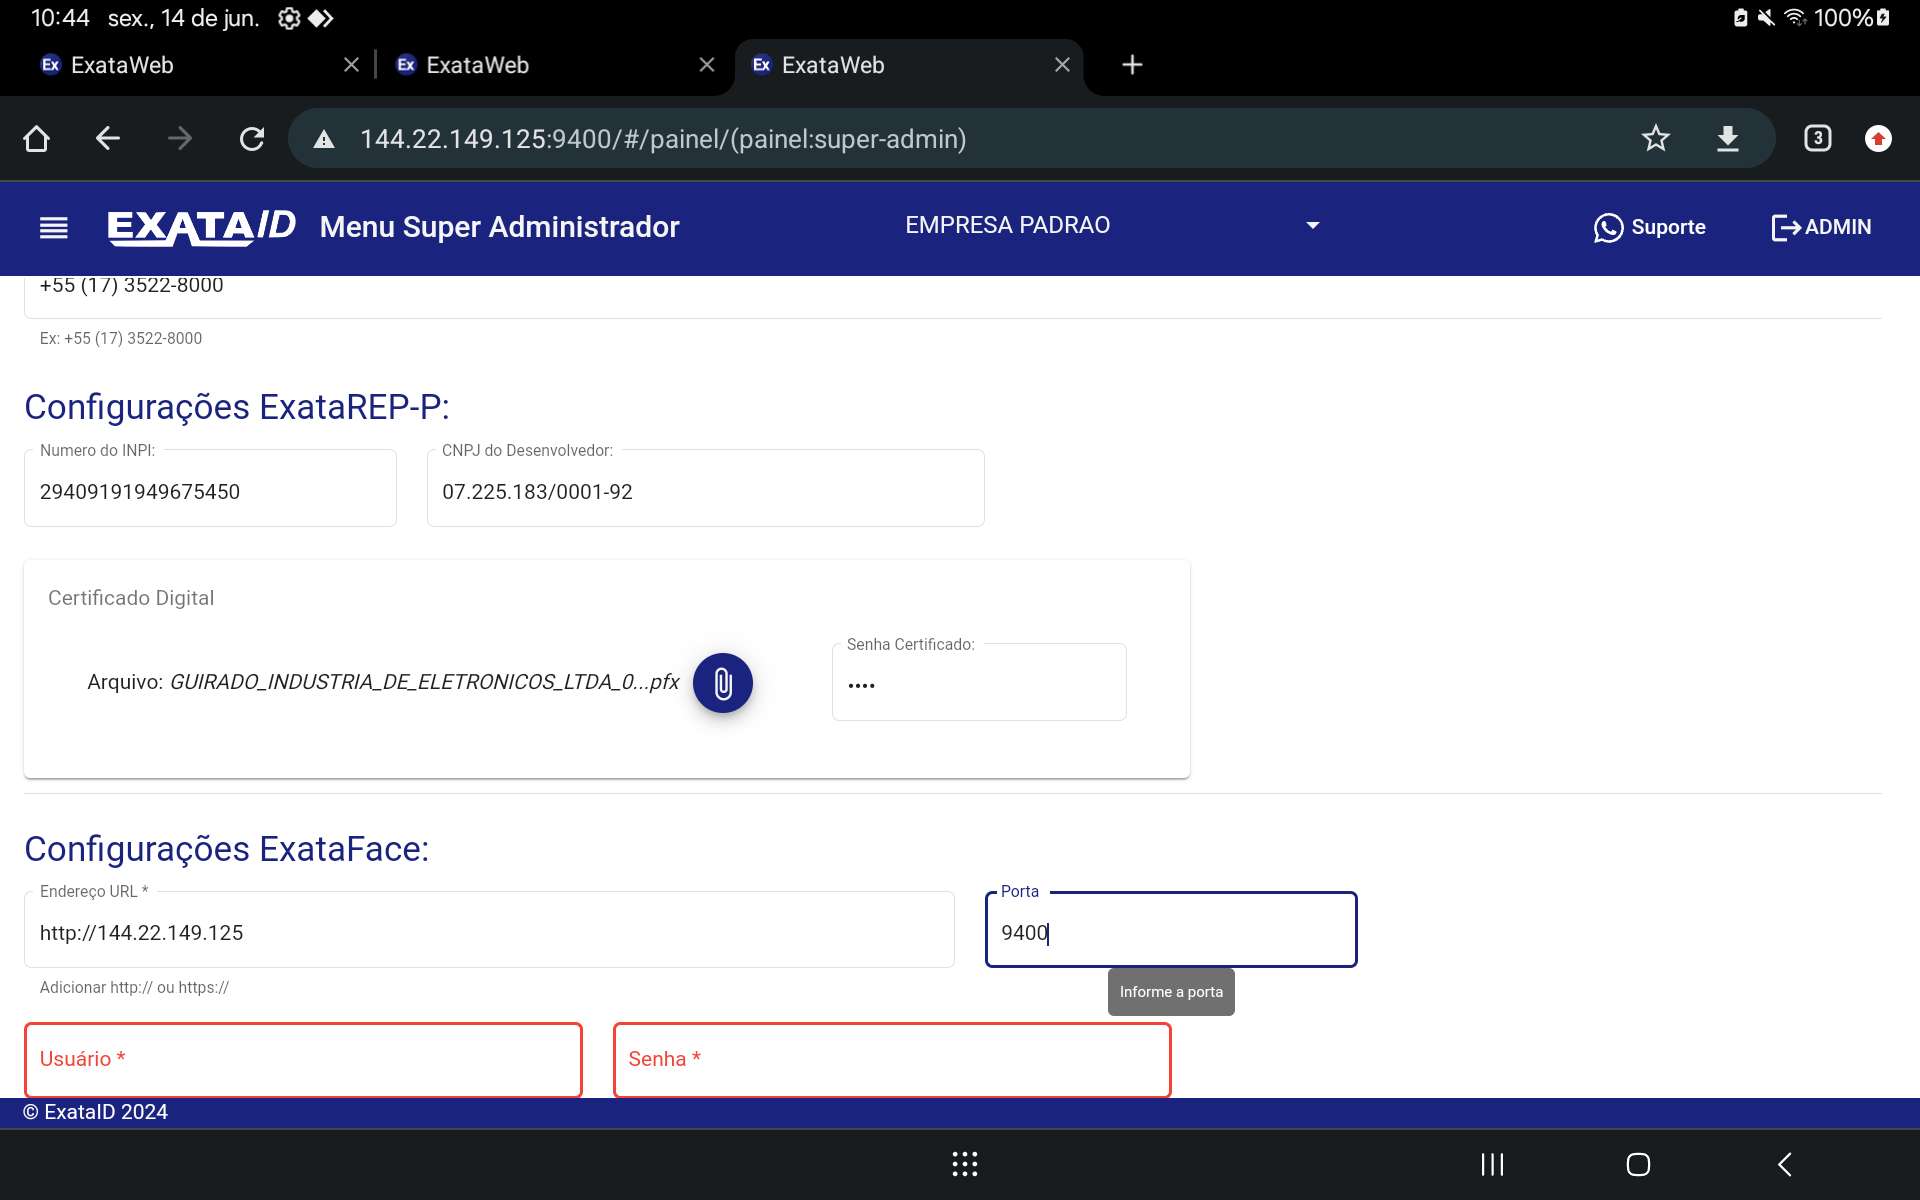 10:44 sex., 14 de jun. 100%
Ex ExataWeb Ex ExataWeb Ex ExataWeb
144.22.149.125:9400/#/painel/(painel:super-admin) 3
EXATAID Menu Super Administrador EMPRESA PADRAO Suporte ADMIN
+55 (17) 3522-8000
Ex: +55 (17) 3522-8000
Configurações ExataREP-P:
Numero do INPI: CNPJ do Desenvolvedor:
29409191949675450 07.225.183/0001-92
Certificado Digital
Senha Certificado:
Arquivo: GUIRADO_INDUSTRIA_DE_ELETRONICOS_LTDA_0...pfx ••••
Configurações ExataFace:
Endereço URL * Porta
http://144.22.149.125 9400
Adicionar http:// ou https:// Informe a porta
Usuário * Senha *
© ExataID 2024